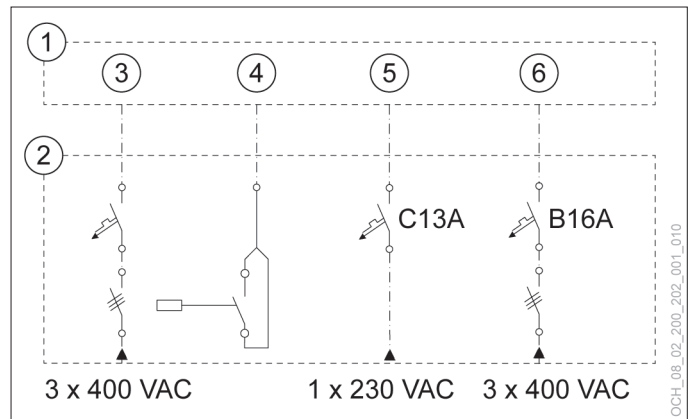 1
3 4 5 6
2
C13A B16A
3 x 400 VAC 1 x 230 VAC 3 x 400 VAC
OCH_08_02_200_202_001_010